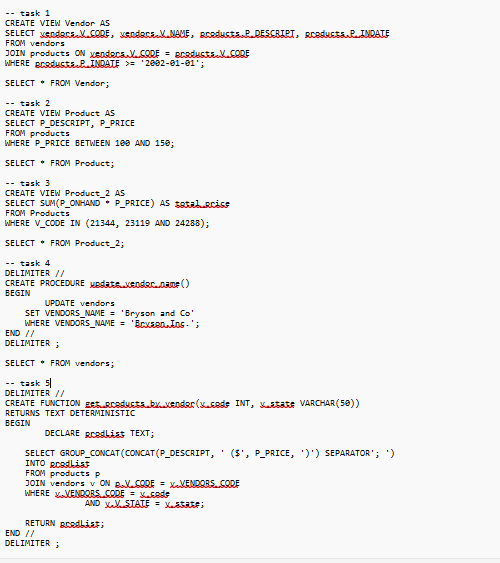 -- task 1
CREATE VIEW Vendor AS
SELECT vendors.V_CODE, vendors.V_NAME, products.P_DESCRIPT, products.P_INDATE
FROM vendors
JOIN products ON vendors.V_CODE = products.V_CODE
WHERE products.P_INDATE >= '2002-01-01';
SELECT * FROM Vendor;
-- task 2
CREATE VIEW Product AS
SELECT P_DESCRIPT, P_PRICE
FROM products
WHERE P_PRICE BETWEEN 100 AND 150;
SELECT * FROM Product;
-- task 3
CREATE VIEW Product_2 AS
SELECT SUM(P_ONHAND * P_PRICE) AS total_price
FROM Products
WHERE V_CODE IN (21344, 23119 AND 24288);
SELECT * FROM Product_2;
-- task 4
DELIMITER //
CREATE PROCEDURE update_vendor_name()
BEGIN
UPDATE vendors
SET VENDORS_NAME = 'Bryson and Co'
WHERE VENDORS_NAME = 'Bryson,Inc.';
END //
DELIMITER ;
SELECT * FROM vendors;
-- task 5
DELIMITER //
CREATE FUNCTION get_products_by_vendor(v_code INT, v_state VARCHAR(50))
RETURNS TEXT DETERMINISTIC
BEGIN
DECLARE prodList TEXT;
SELECT GROUP_CONCAT(CONCAT(P_DESCRIPT, ' ($', P_PRICE, ')') SEPARATOR'; ')
INTO prodList
FROM products p
JOIN vendors v ON p.V_CODE = v.VENDORS_CODE
WHERE v.VENDORS_CODE = v_code
AND v.V_STATE = v_state;
RETURN prodList;
END //
DELIMITER ;